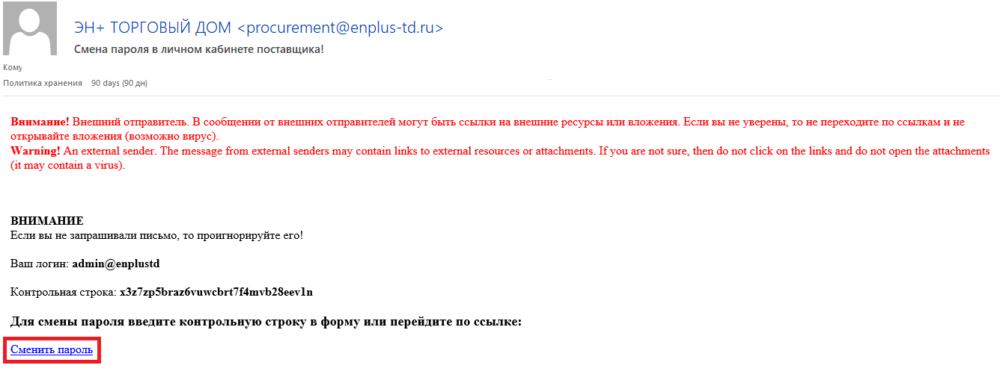 ЭН+ ТОРГОВЫЙ ДОМ <procurement@enplus-td.ru>
Смена пароля в личном кабинете поставщика!
Кому
Политика хранения 90 days (90 дн)
Внимание! Внешний отправитель. В сообщении от внешних отправителей могут быть ссылки на внешние ресурсы или вложения. Если вы не уверены, то не переходите по ссылкам и не
открывайте вложения (возможно вирус).
Warning! An external sender. The message from external senders may contain links to external resources or attachments. If you are not sure, then do not click on the links and do not open the attachments
(it may contain a virus).
ВНИМАНИЕ
Если вы не запрашивали письмо, то проигнорируйте его!
Ваш логин: admin@enplustd
Контрольная строка: x3z7zp5braz6vuwcbrt7f4mvb28eev1n
Для смены пароля введите контрольную строку в форму или перейдите по ссылке:
Сменить пароль